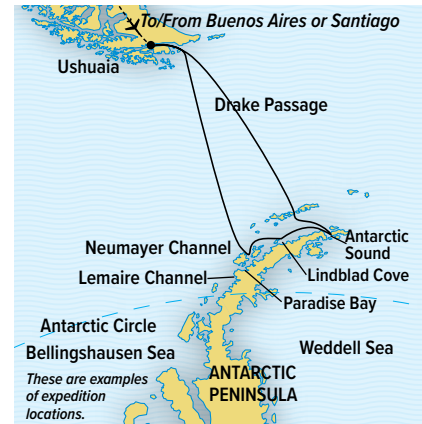 To/From Buenos Aires or Santiago
Ushuaia
Drake Passage
Neumayer Channel
Antarctic
Sound
Lemaire Channel
Lindblad Cove
Paradise Bay
Antarctic Circle
Bellingshausen Sea
Weddell Sea
These are examples
of expedition
locations.
ANTARCTIC
PENINSULA